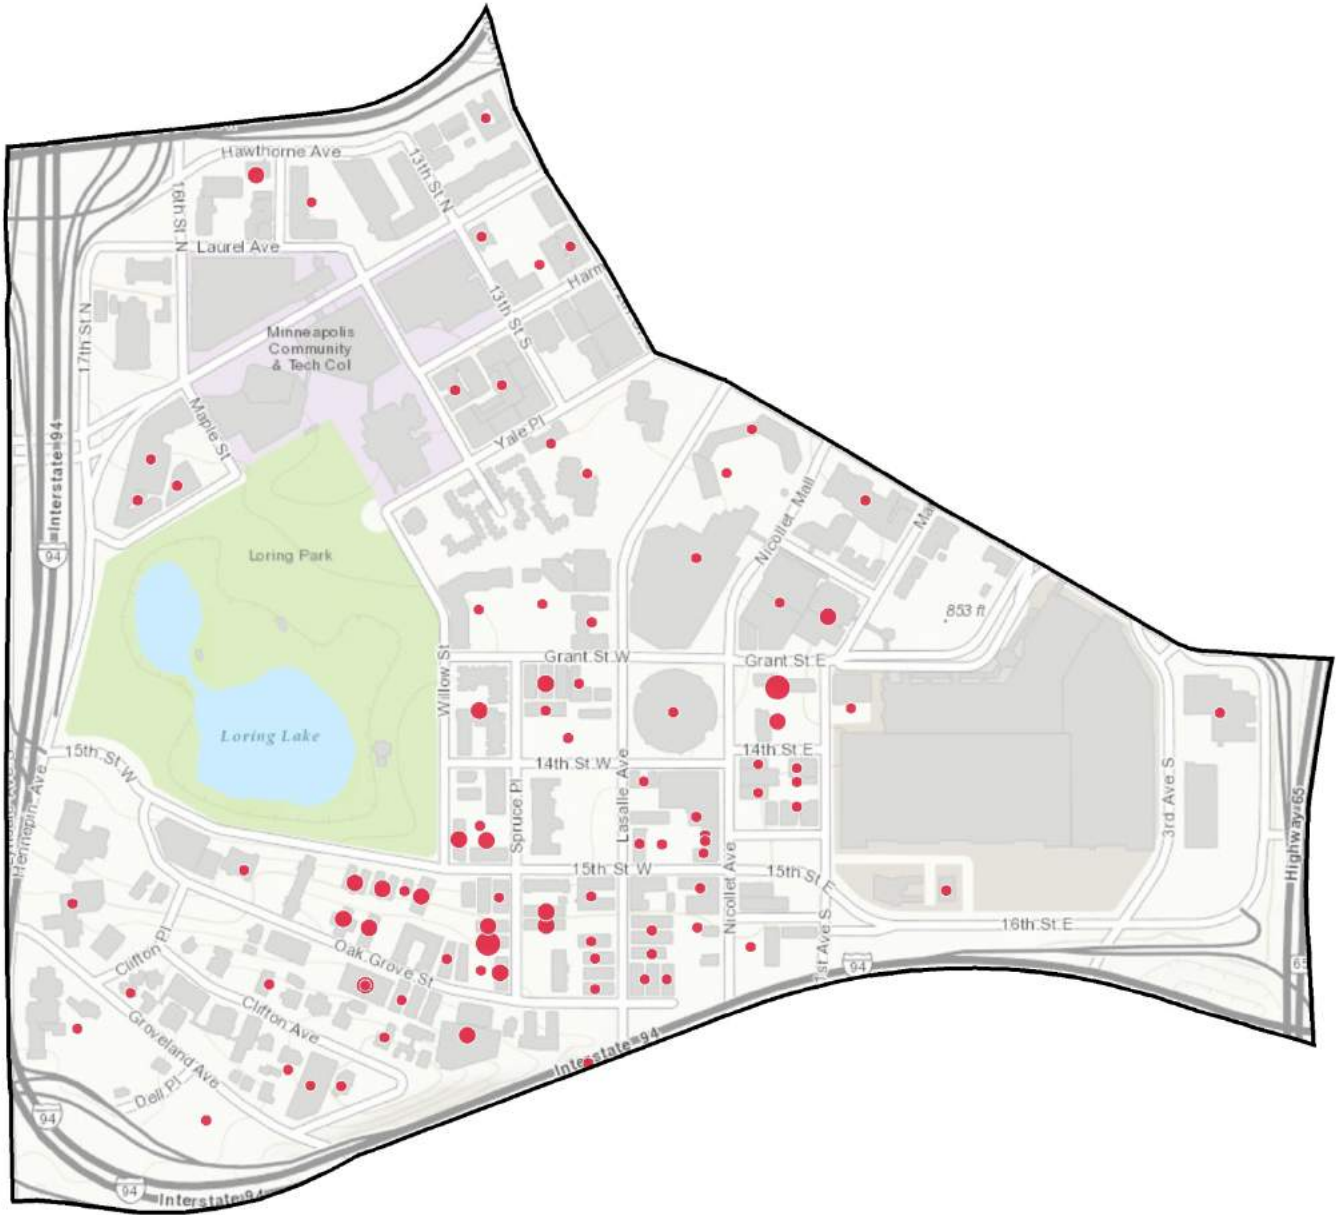 Hawthorne Ave
13th St N
16th St N
Laurel Ave
Harm
13th St S
17th St N
Minneapolis
Community
& Tech Col
Maple St
Yale Pl
Interstate 94
94
Loring Park
Nicollet Mall
853 ft
Grant St W
Grant St E
Willow St
Loring Lake
15th St W
14th St W
14th St E
Hennepin Ave
Spruce Pl
Lasalle Ave
3rd Ave S
Highway 65
15th St W
15th St E
Nicollet Ave
16th St E
1st Ave S
Clifton Pl
Oak Grove St
94
65
Clifton Ave
Groveland Ave
Interstate 94
Dell Pl
94
94
Interstate 94